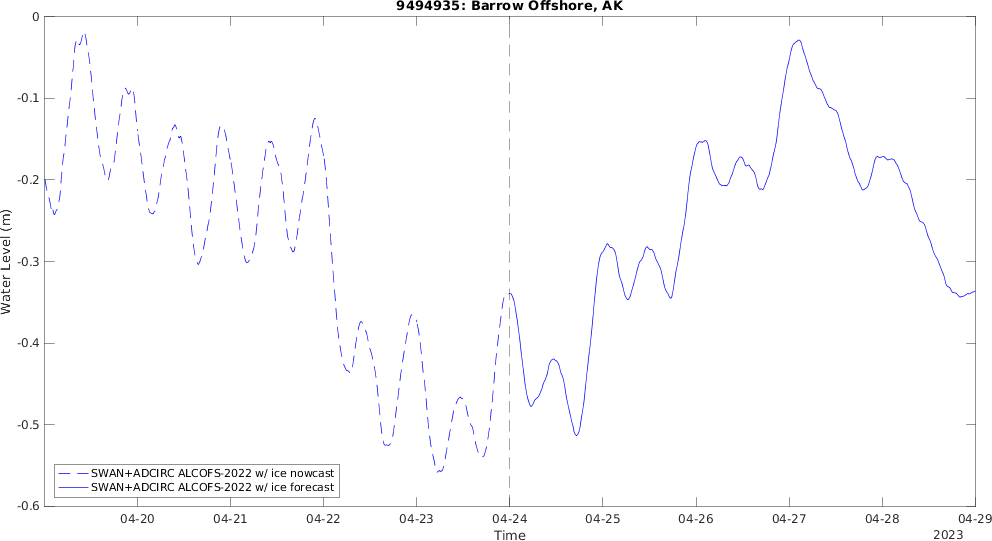 9494935: Barrow Offshore, AK
0
-0.1
-0.2
-0.3
-0.4
-0.5
-0.6
Water Level (m)
SWAN+ADCIRC ALCOFS-2022 w/ ice nowcast
SWAN+ADCIRC ALCOFS-2022 w/ ice forecast
04-20 04-21 04-22 04-23 04-24 04-25 04-26 04-27 04-28 04-29
Time
2023